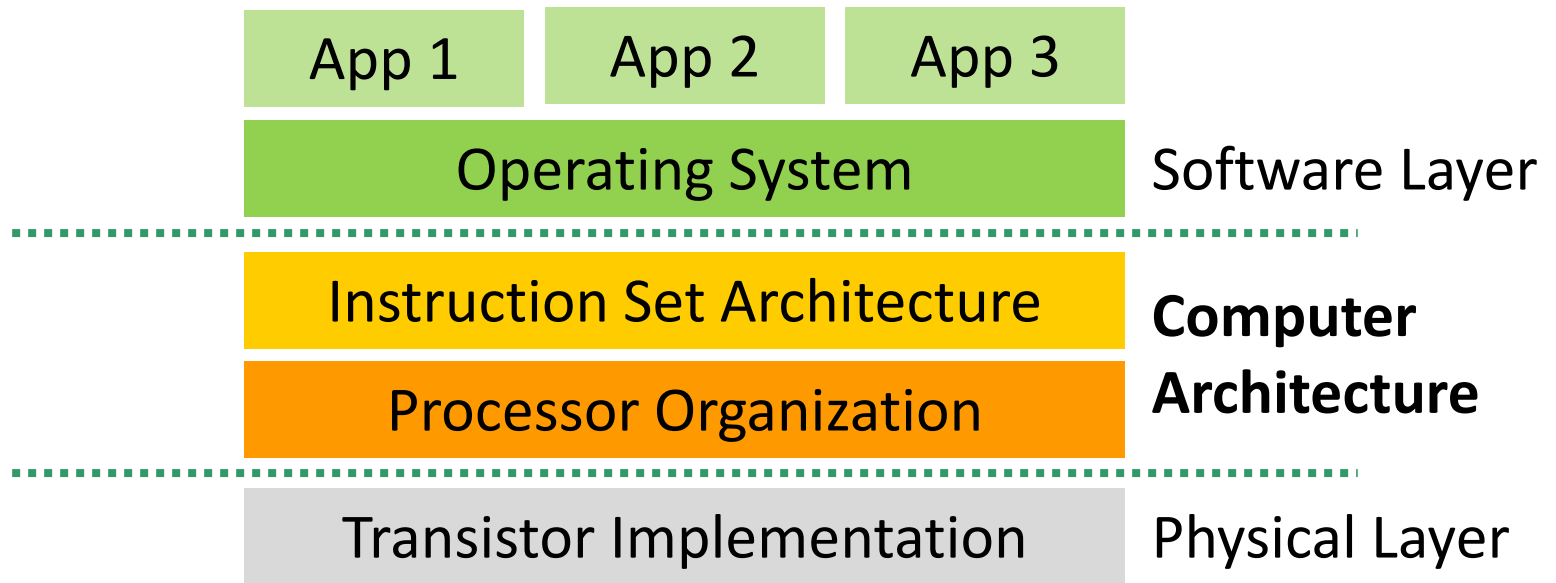 App 1
App 2
App 3
Operating System
Software Layer
Instruction Set Architecture
Computer
Architecture
Processor Organization
Transistor Implementation
Physical Layer